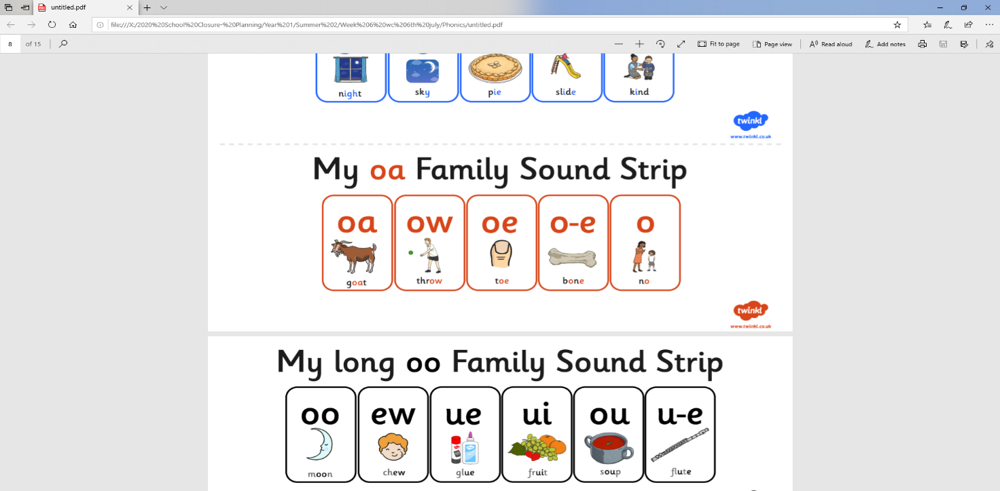 untitled.pdf
file:///X:/2020%20School%20Closure-%20Planning/Year%201/Summer%202/Week%206%20wc%206th%20july/Phonics/untitled.pdf
8 of 15 Fit to page Page view Read aloud Add notes
night sky pie slide kind
twinkl
www.twinkl.co.uk
My oa Family Sound Strip
oa ow oe o-e o
goat throw toe bone no
twinkl
www.twinkl.co.uk
My long oo Family Sound Strip
oo ew ue ui ou u-e
moon chew glue fruit soup flute